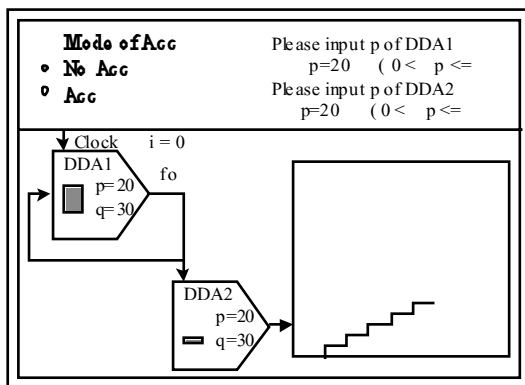 Mode of Acc
No Acc
Acc
Please input p of DDA1
p=20 ( 0 < p <=
Please input p of DDA2
p=20 ( 0 < p <=
Clock i = 0
DDA1
p=20
q=30
fo
DDA2
p=20
q=30